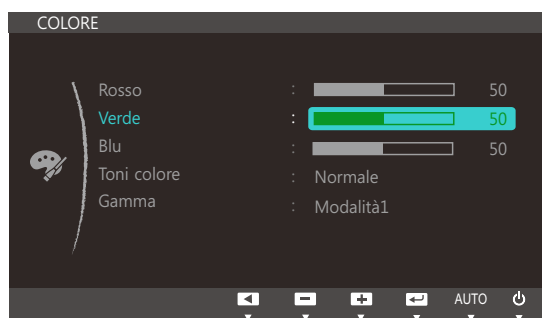 COLORE
Rosso : 50
Verde : 50
Blu : 50
Toni colore : Normale
Gamma : Modalità1
AUTO